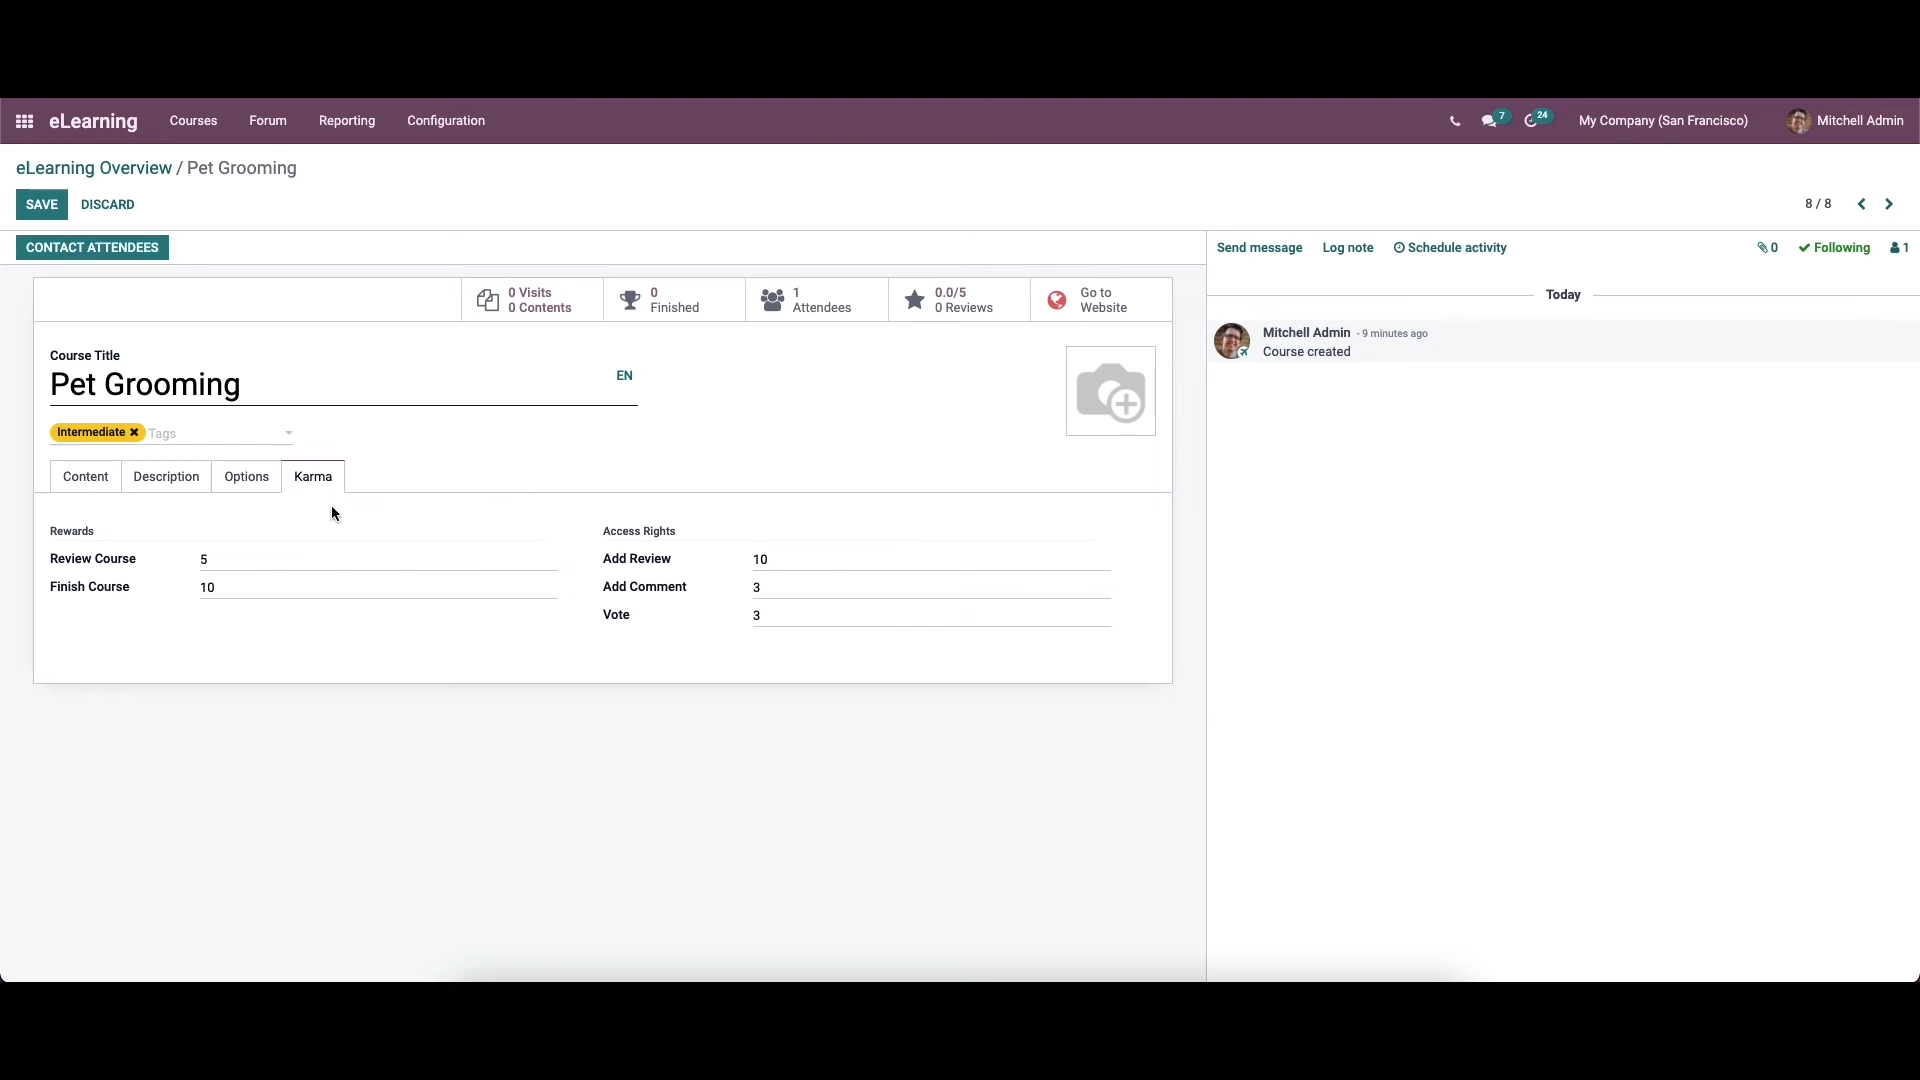 eLearning Courses Forum Reporting Configuration 7 24 My Company (San Francisco) Mitchell Admin
eLearning Overview / Pet Grooming
SAVE DISCARD 8 / 8
CONTACT ATTENDEES Send message Log note Schedule activity 0 Following 1
0 Visits
0 Contents
0
Finished
1
Attendees
0.0/5
0 Reviews
Go to
Website
Today
Mitchell Admin - 9 minutes ago
Course created
Course Title
Pet Grooming EN
Intermediate Tags
Content Description Options Karma
Rewards Access Rights
Review Course 5 Add Review 10
Finish Course 10 Add Comment 3
Vote 3